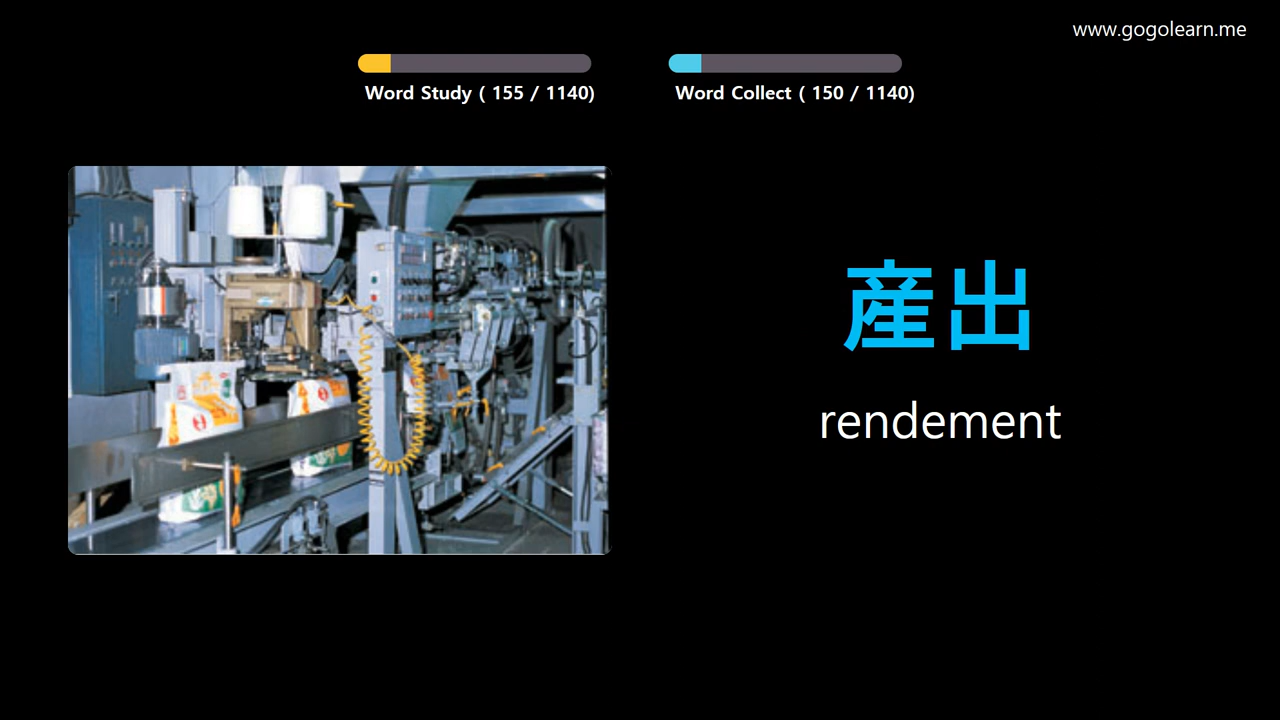 www.gogolearn.me
Word Study ( 155 / 1140)
Word Collect ( 150 / 1140)
産出
rendement